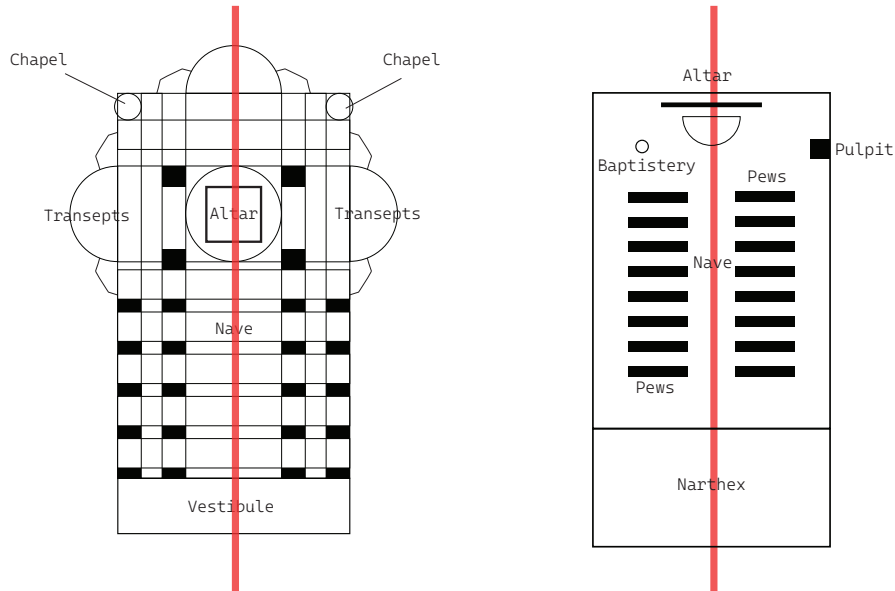 Chapel
Chapel
Transepts
Altar
Transepts
Nave
Vestibule
Altar
Baptistery
Pulpit
Pews
Nave
Pews
Narthex